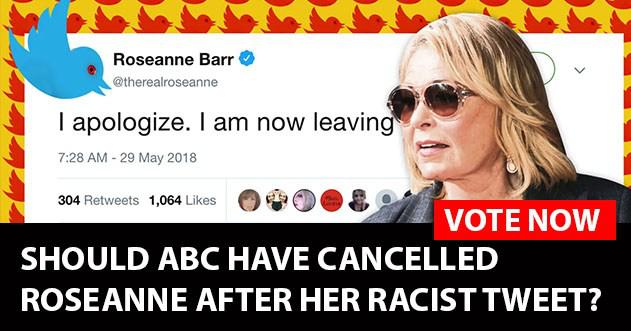 Roseanne Barr
@therealroseanne
I apologize. I am now leaving
7:28 AM - 29 May 2018
304 Retweets 1,064 Likes
VOTE NOW
SHOULD ABC HAVE CANCELLED
ROSEANNE AFTER HER RACIST TWEET?